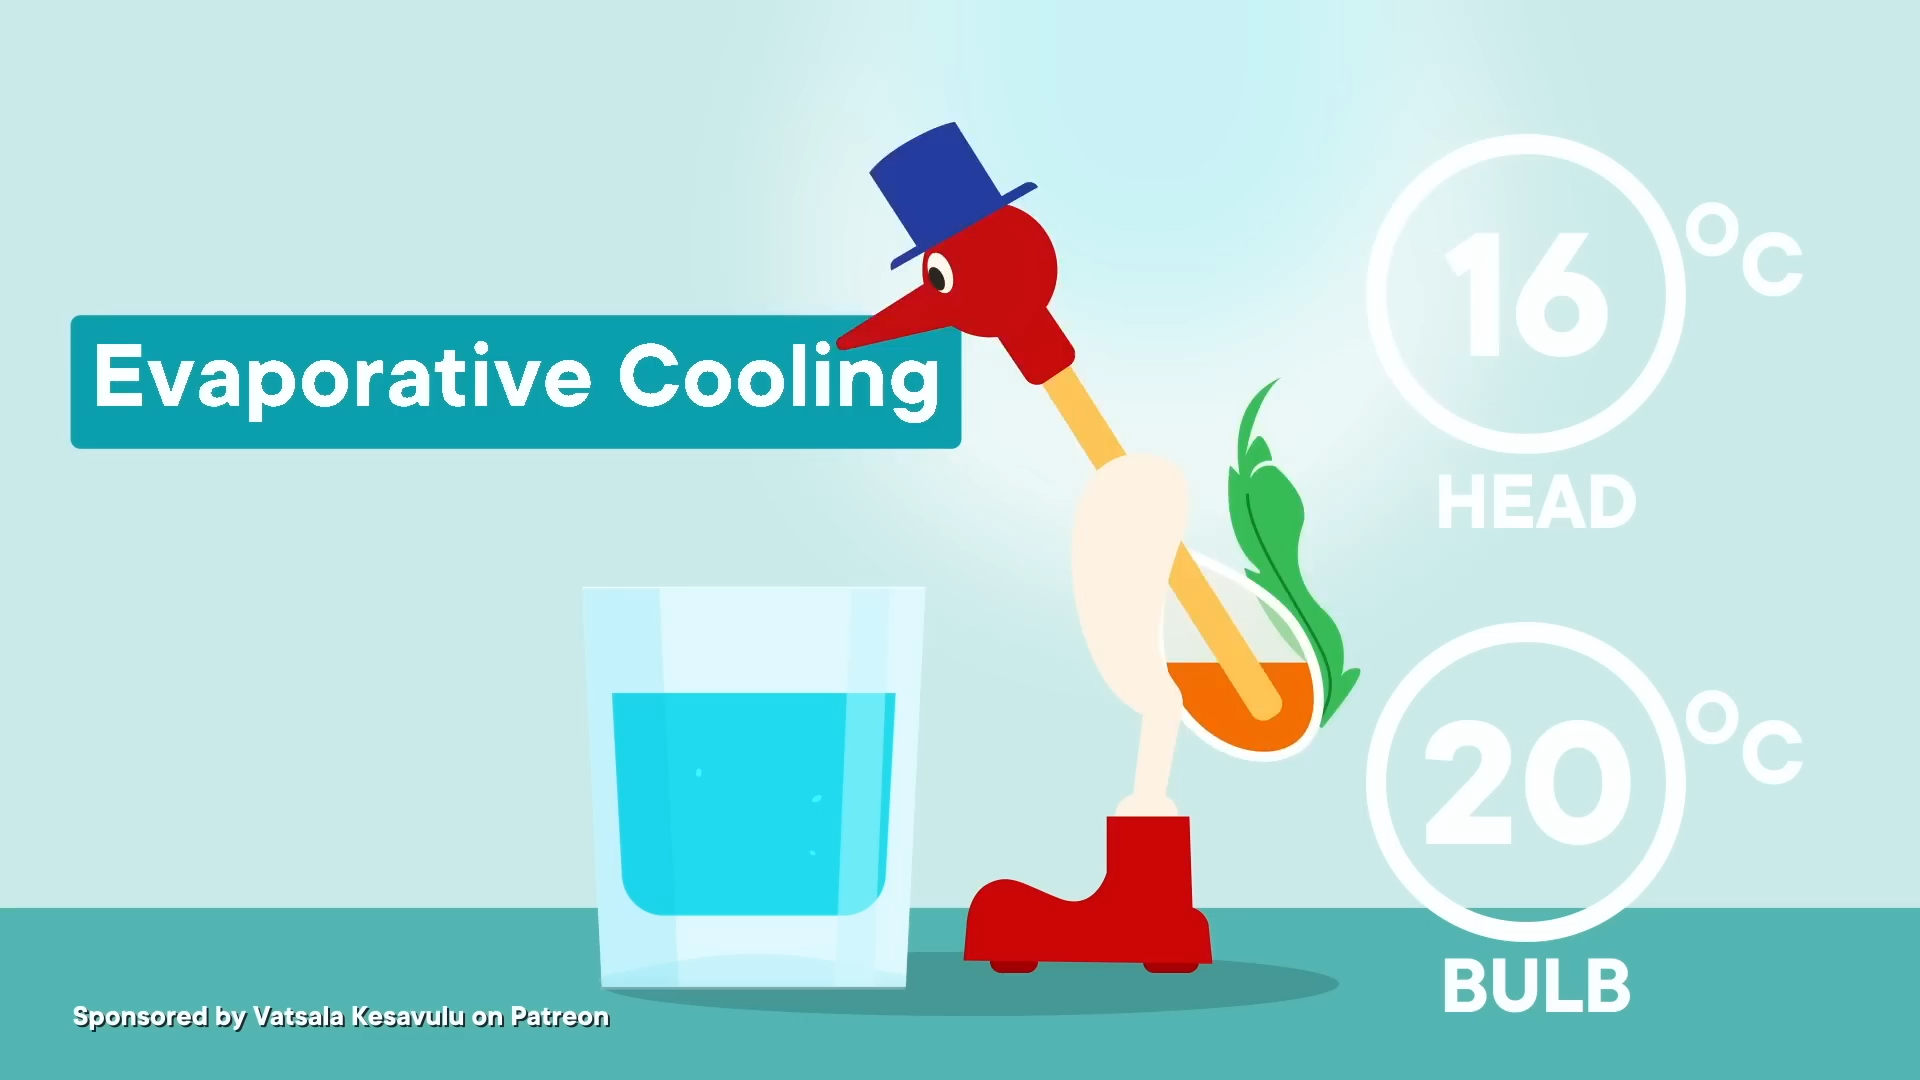 Evaporative Cooling
16 °C
HEAD
20 °C
BULB
Sponsored by Vatsala Kesavulu on Patreon